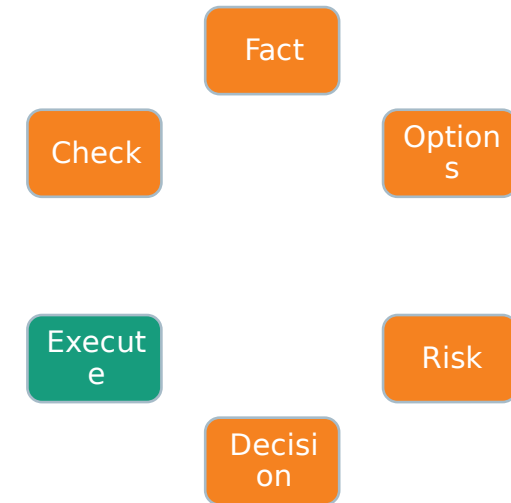 Fact
Check
Option
s
Execut
e
Risk
Decisi
on